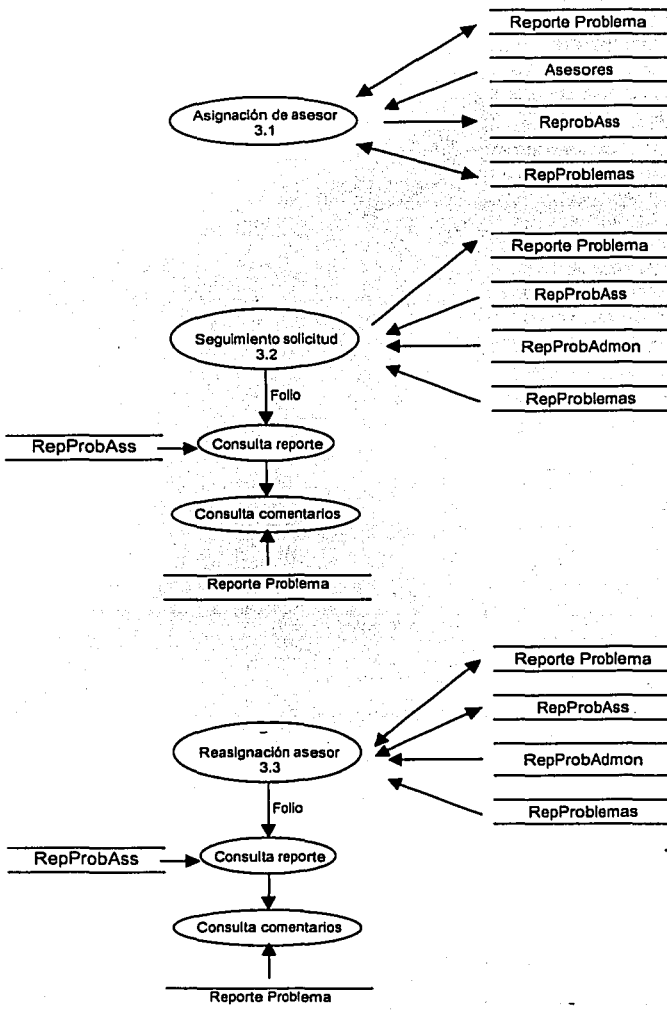 Reporte Problema
Asesores
Asignación de asesor
3.1
ReprobAss
RepProblemas
Reporte Problema
RepProbAss
Seguimiento solicitud
3.2
RepProbAdmon
RepProblemas
Folio
RepProbAss
Consulta reporte
Consulta comentarios
Reporte Problema
Reporte Problema
RepProbAss
Reasignación asesor
3.3
RepProbAdmon
RepProblemas
Folio
RepProbAss
Consulta reporte
Consulta comentarios
Reporte Problema